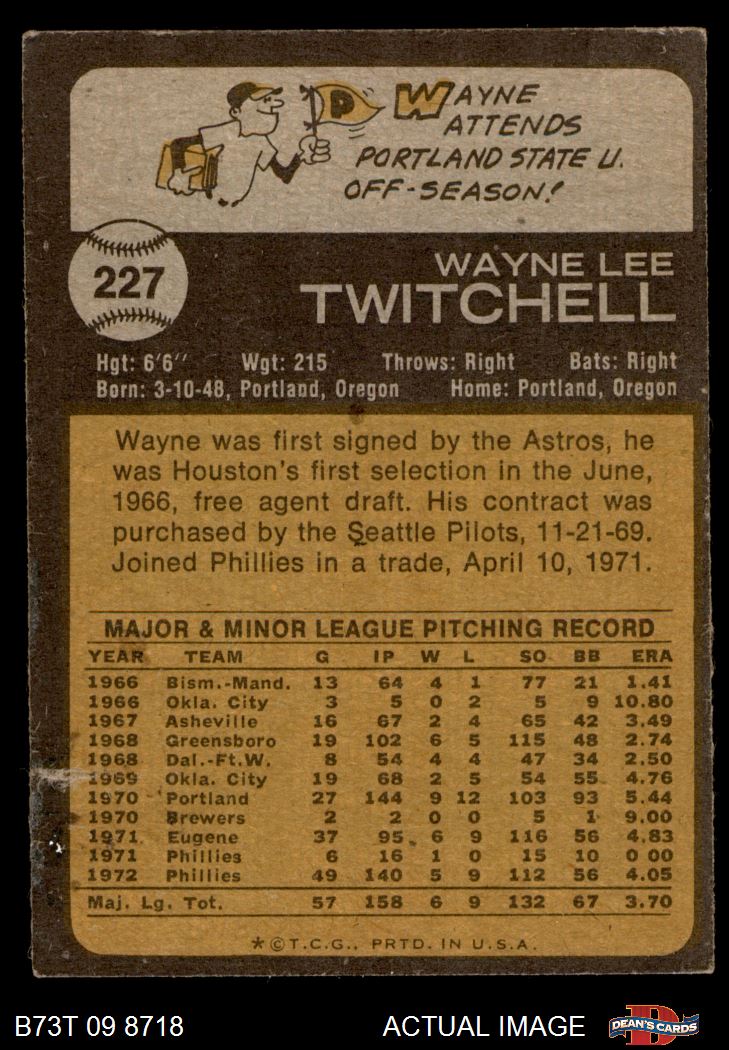 D WAYNE
ATTENDS
PORTLAND STATE U.
OFF-SEASON!
227
WAYNE LEE
TWITCHELL
Hgt: 6'6" Wgt: 215 Throws: Right Bats: Right
Born: 3-10-48, Portland, Oregon Home: Portland, Oregon
Wayne was first signed by the Astros, he
was Houston's first selection in the June,
1966, free agent draft. His contract was
purchased by the Seattle Pilots, 11-21-69.
Joined Phillies in a trade, April 10, 1971.
MAJOR & MINOR LEAGUE PITCHING RECORD
YEAR TEAM G IP W L SO BB ERA
1966 Bism.-Mand. 13 64 4 1 77 21 1.41
1966 Okla. City 3 5 0 2 5 9 10.80
1967 Asheville 16 67 2 4 65 42 3.49
1968 Greensboro 19 102 6 5 115 48 2.74
1968 Dal.-Ft.W. 8 54 4 4 47 34 2.50
1969 Okla. City 19 68 2 5 54 55 4.76
1970 Portland 27 144 9 12 103 93 5.44
1970 Brewers 2 2 0 0 5 1 9.00
1971 Eugene 37 95 6 9 116 56 4.83
1971 Phillies 6 16 1 0 15 10 0 00
1972 Phillies 49 140 5 9 112 56 4.05
Maj. Lg. Tot. 57 158 6 9 132 67 3.70
*©T.C.G., PRTD. IN U.S.A.
B73T 09 8718 ACTUAL IMAGE DEAN'S CARDS